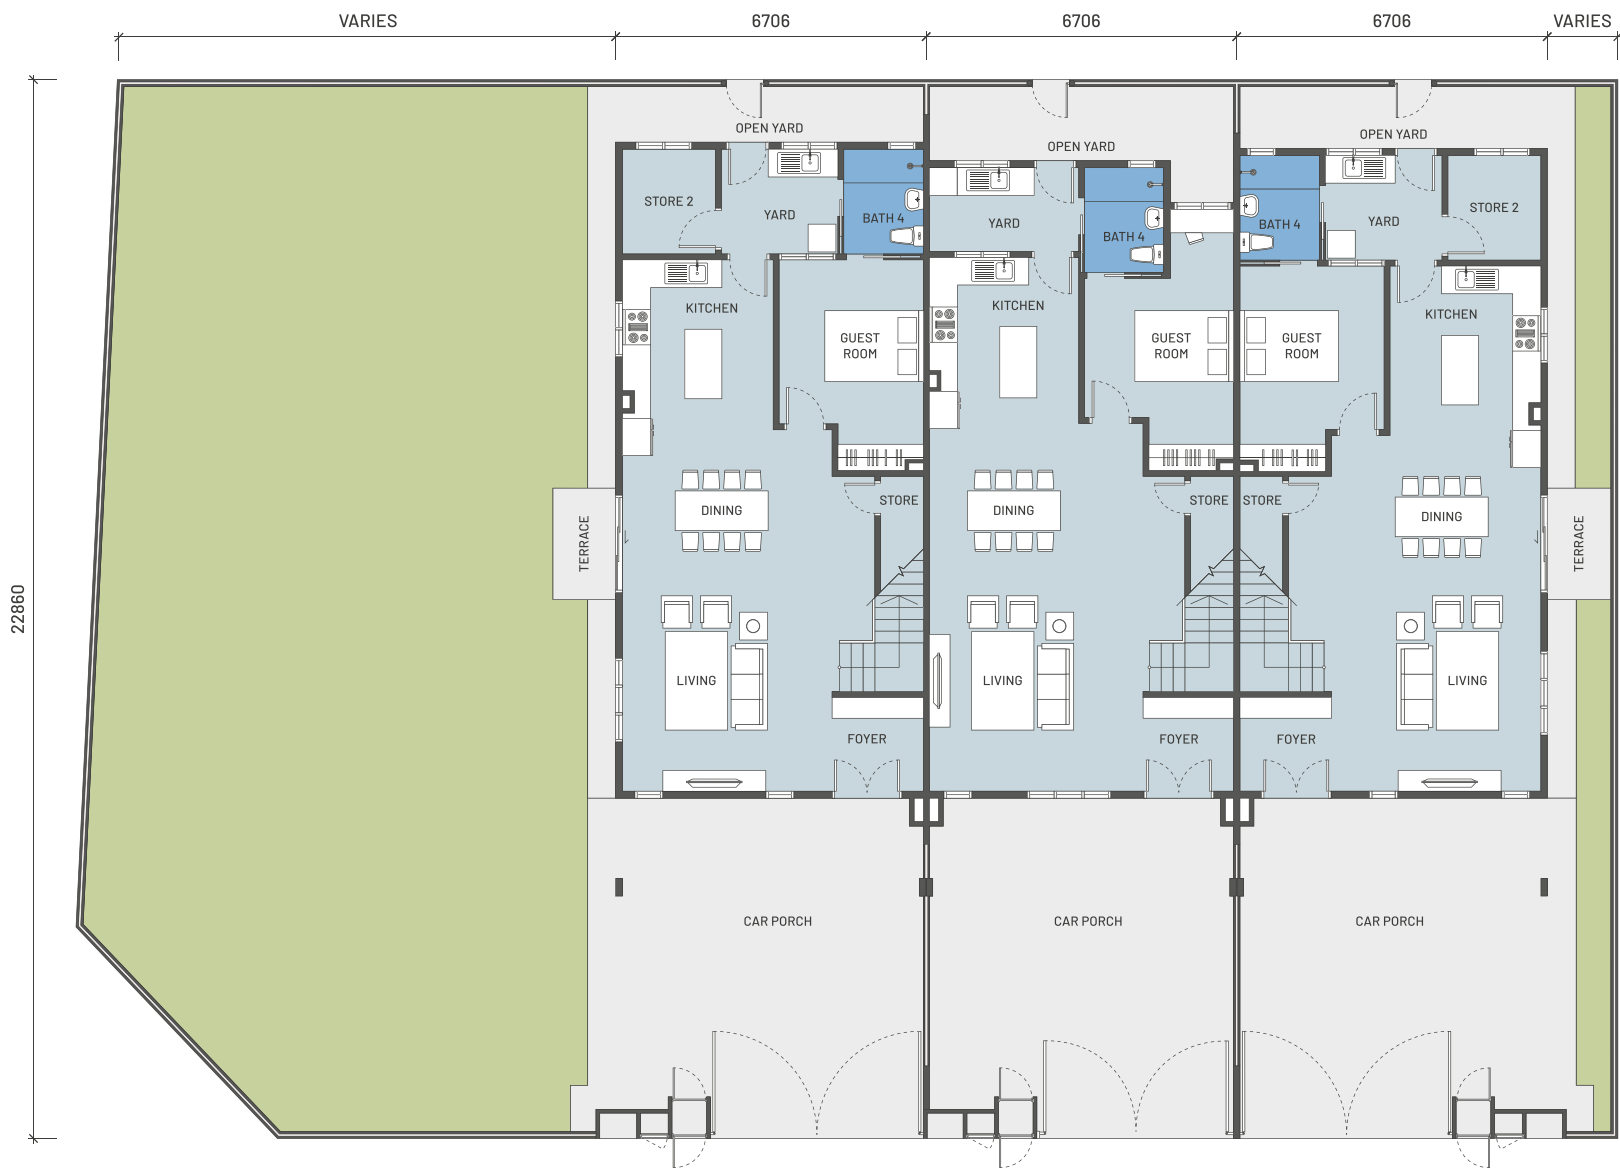 VARIES 6706 6706 6706 VARIES
22860
OPEN YARD
OPEN YARD
OPEN YARD
STORE 2
YARD
BATH 4
YARD
BATH 4
BATH 4
YARD
STORE 2
KITCHEN
KITCHEN
KITCHEN
GUEST
ROOM
GUEST
ROOM
GUEST
ROOM
STORE
STORE
STORE
DINING
DINING
DINING
TERRACE
TERRACE
LIVING
LIVING
LIVING
FOYER
FOYER
FOYER
CAR PORCH
CAR PORCH
CAR PORCH